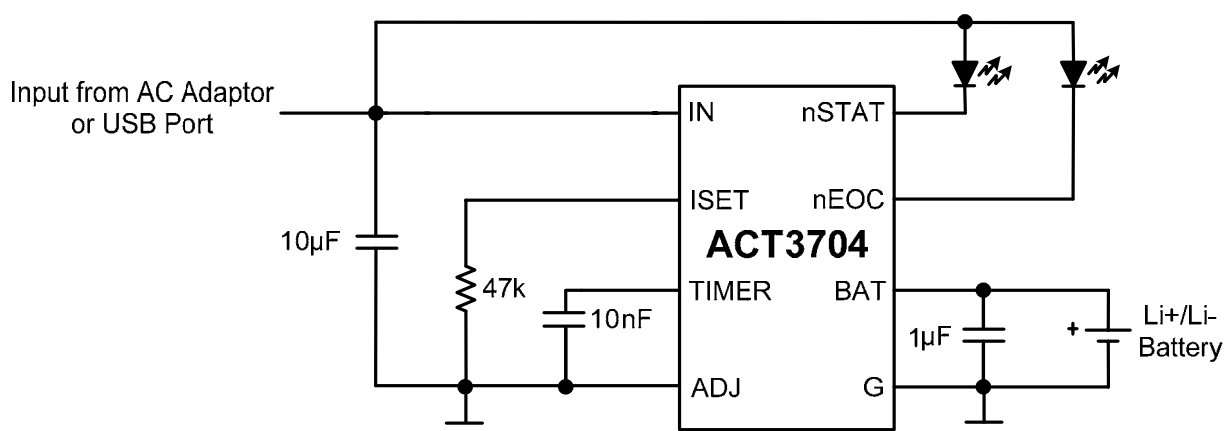 Input from AC Adaptor
or USB Port
IN
nSTAT
ISET
nEOC
ACT3704
10µF
47k
TIMER
BAT
10nF
1µF
+
Li+/Li-
Battery
ADJ
G